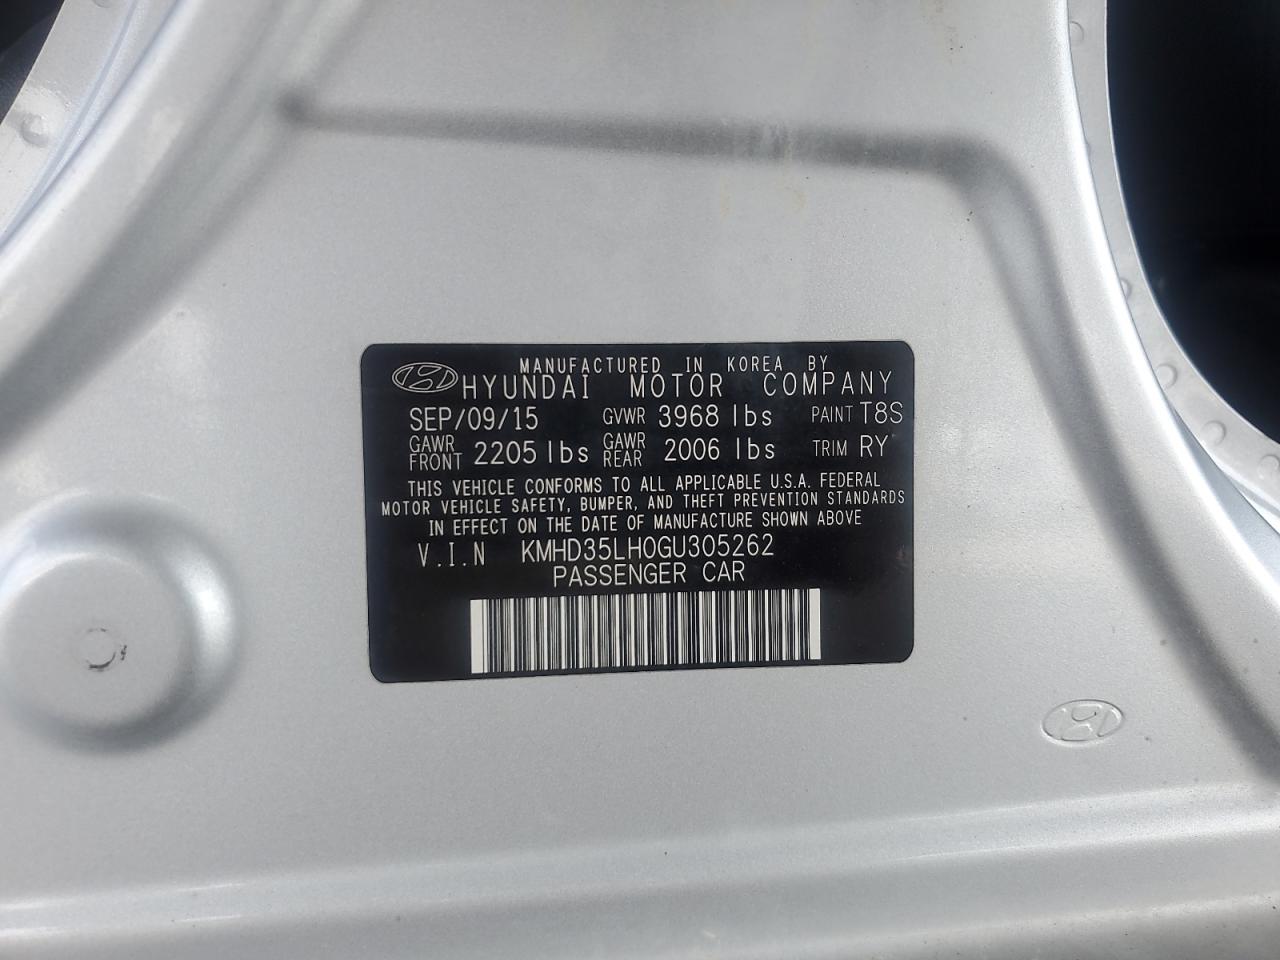 MANUFACTURED IN KOREA BY
HYUNDAI MOTOR COMPANY
SEP/09/15 GVWR 3968 lbs PAINT T8S
GAWR FRONT 2205 lbs GAWR REAR 2006 lbs TRIM RY
THIS VEHICLE CONFORMS TO ALL APPLICABLE U.S.A. FEDERAL
MOTOR VEHICLE SAFETY, BUMPER, AND THEFT PREVENTION STANDARDS
IN EFFECT ON THE DATE OF MANUFACTURE SHOWN ABOVE
V.I.N KMHD35LH0GU305262
PASSENGER CAR